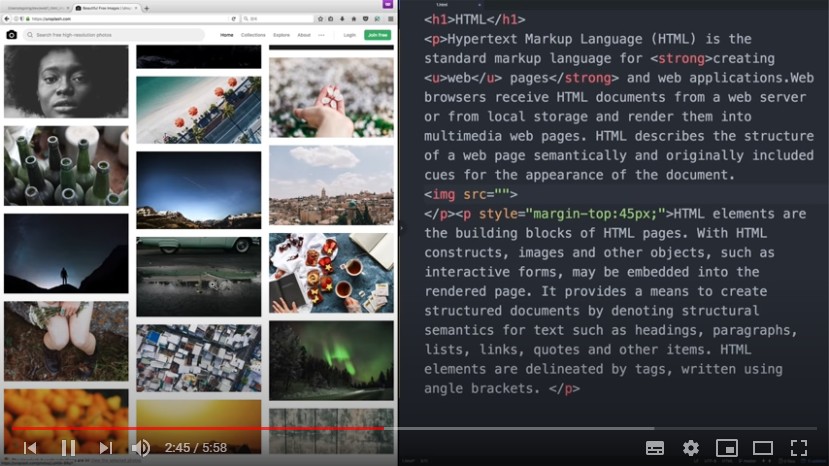 Beautiful Free Images |
https://unsplash.com
Search free high-resolution photos
Home Collections Explore About ··· Login Join Free
<h1>HTML</h1>
<p>Hypertext Markup Language (HTML) is the
standard markup language for <strong>creating
<u>web</u> pages</strong> and web applications.Web
browsers receive HTML documents from a web server
or from local storage and render them into
multimedia web pages. HTML describes the structure
of a web page semantically and originally included
cues for the appearance of the document.
<img src="">
</p><p style="margin-top:45px;">HTML elements are
the building blocks of HTML pages. With HTML
constructs, images and other objects, such as
interactive forms, may be embedded into the
rendered page. It provides a means to create
structured documents by denoting structural
semantics for text such as headings, paragraphs,
lists, links, quotes and other items. HTML
elements are delineated by tags, written using
angle brackets. </p>
2:45 / 5:58